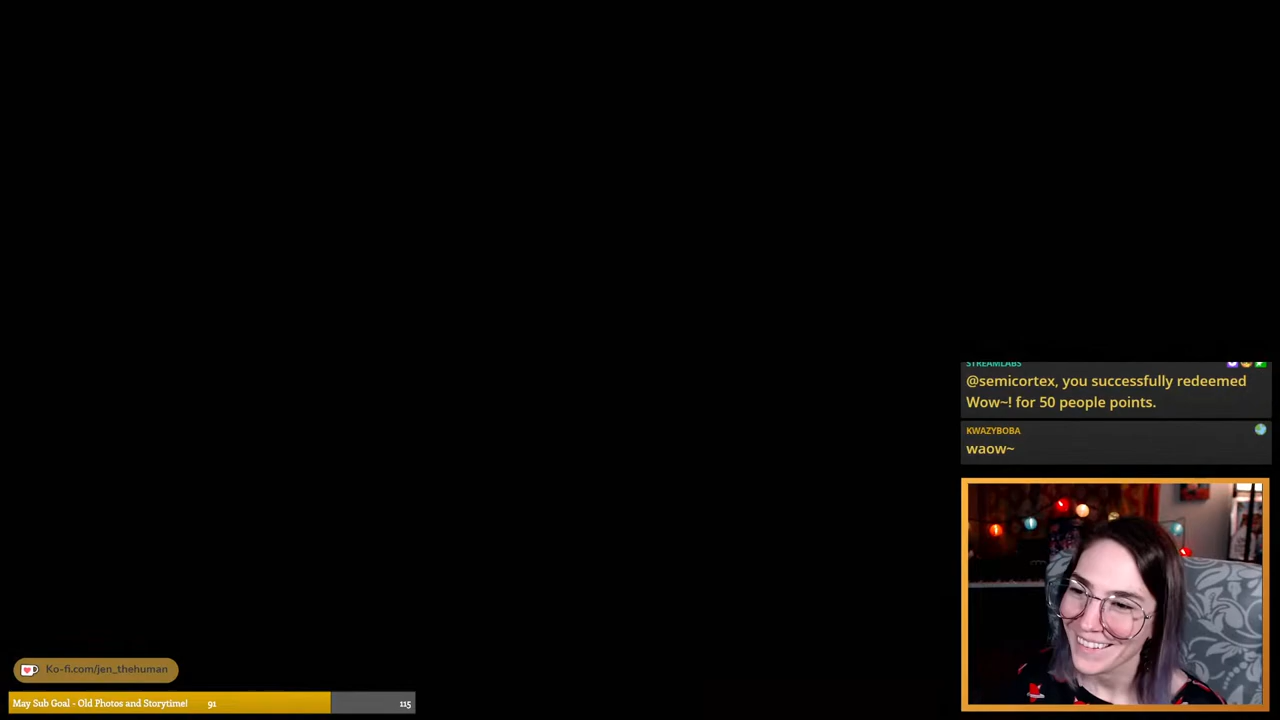 STREAMLABS
@semicortex, you successfully redeemed
Wow~! for 50 people points.
KWAZYBOBA
waow~
Ko-fi.com/jen_thehuman
May Sub Goal - Old Photos and Storytime! 91 115